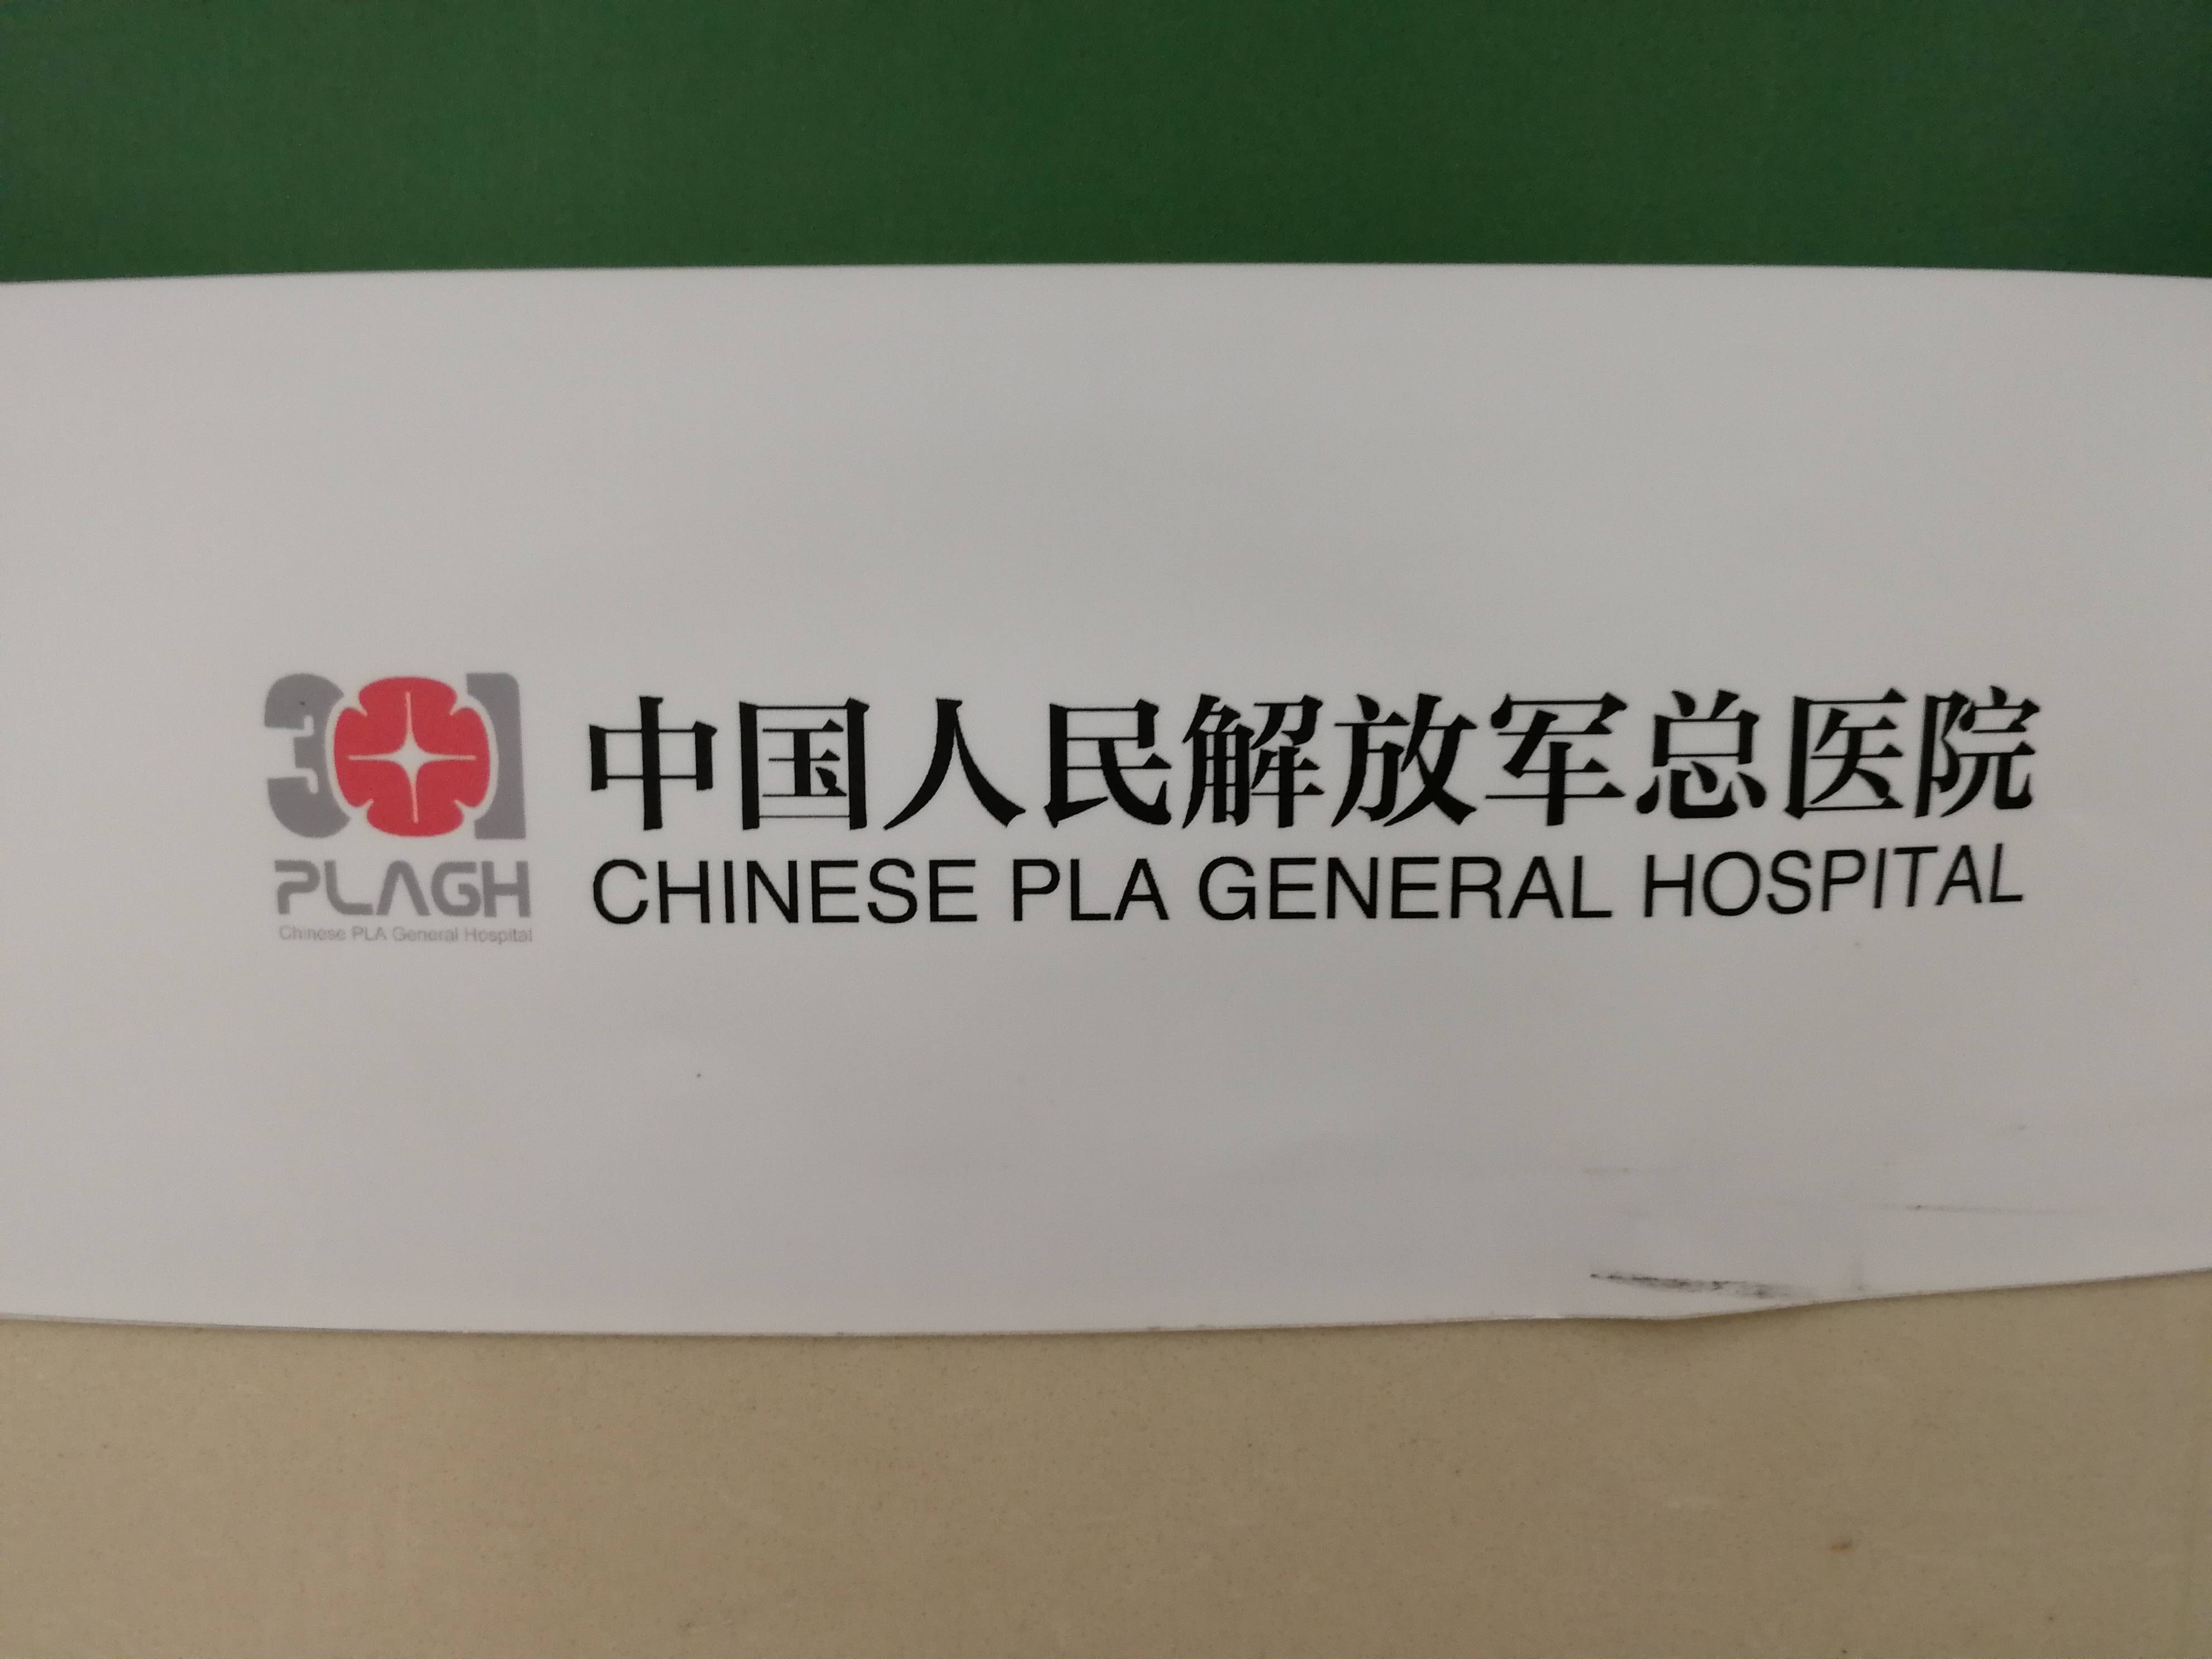 301
PLAGH
Chinese PLA General Hospital
中国人民解放军总医院
CHINESE PLA GENERAL HOSPITAL